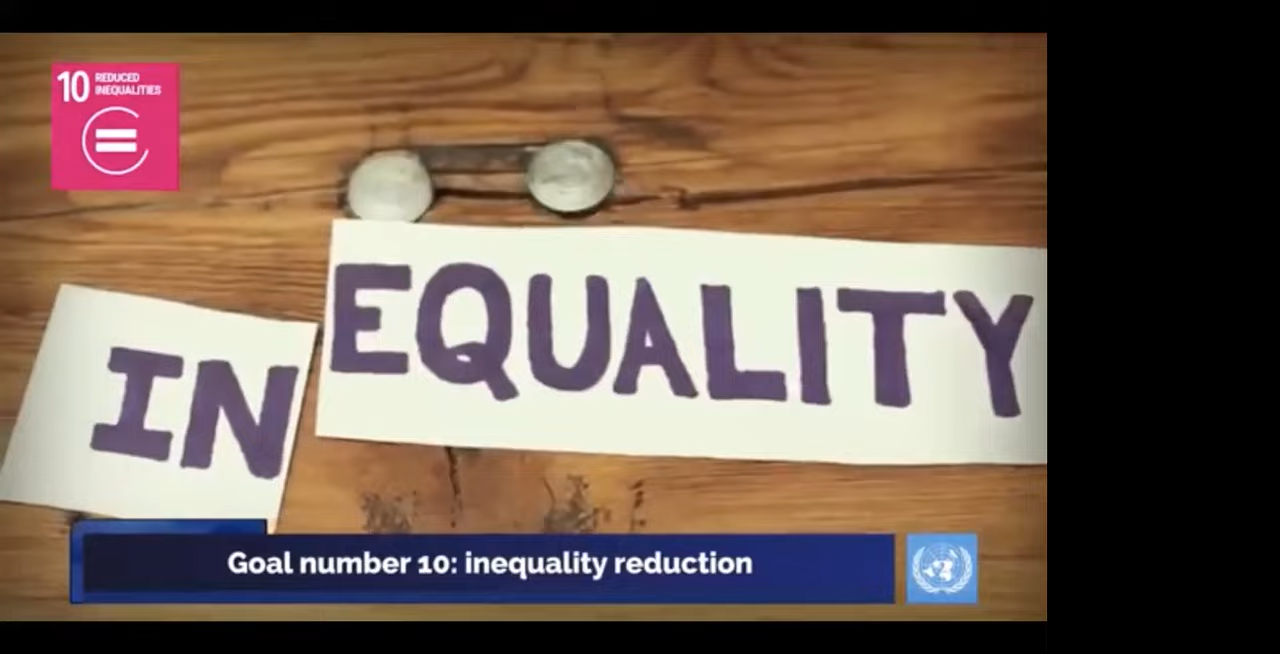 10 REDUCED
INEQUALITIES
EQUALITY
IN
Goal number 10: inequality reduction